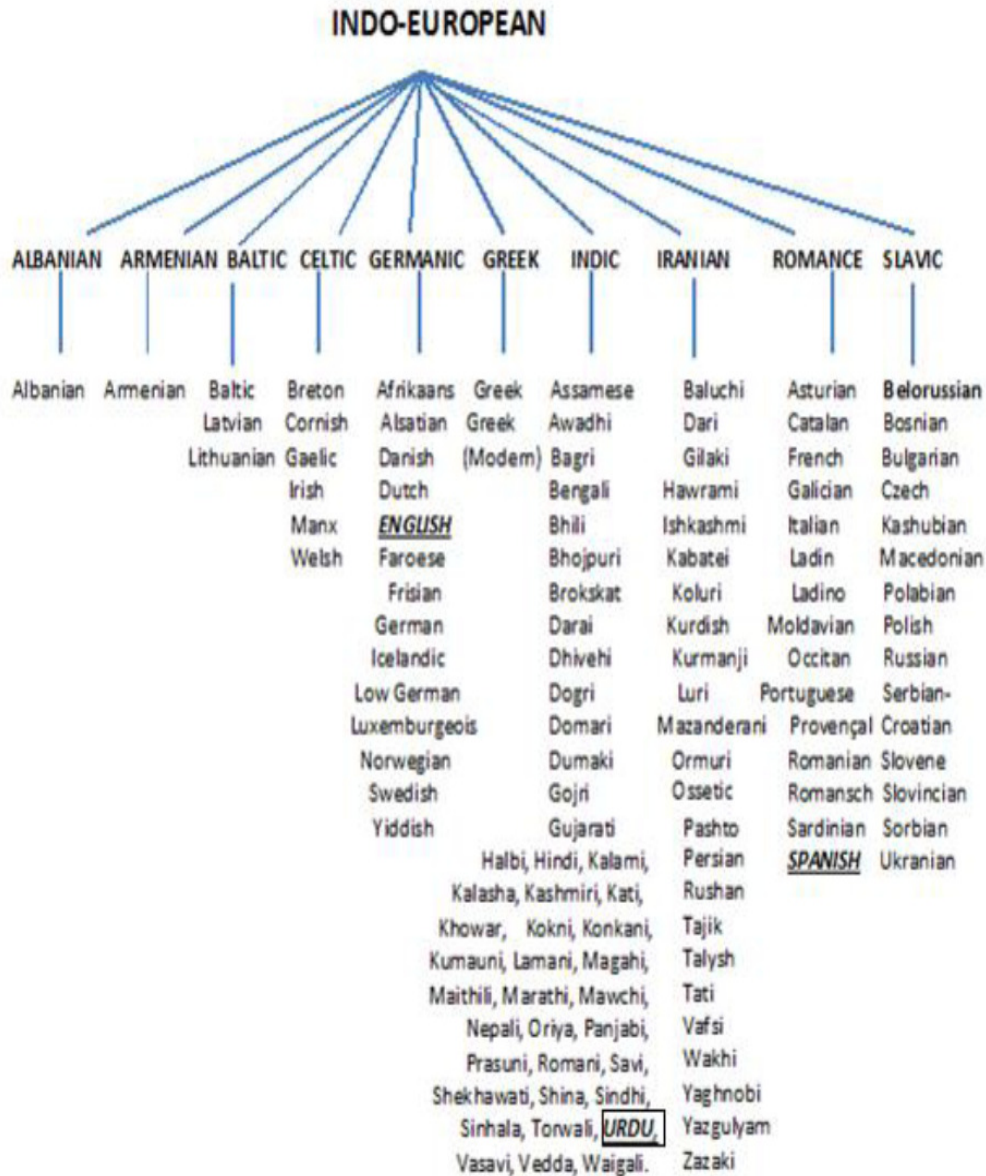 INDO-EUROPEAN
ALBANIAN ARMENIAN BALTIC CELTIC GERMANIC GREEK INDIC IRANIAN ROMANCE SLAVIC
Albanian
Armenian
Baltic
Latvian
Lithuanian
Breton
Cornish
Gaelic
Irish
Manx
Welsh
Afrikaans
Alsatian
Danish
Dutch
ENGLISH
Faroese
Frisian
German
Icelandic
Low German
Luxemburgeois
Norwegian
Swedish
Yiddish
Greek
Greek
(Modern)
Assamese
Awadhi
Bagri
Bengali
Bhili
Bhojpuri
Brokskat
Darai
Dhivehi
Dogri
Domari
Dumaki
Gojri
Gujarati
Halbi, Hindi, Kalami,
Kalasha, Kashmiri, Kati,
Khowar, Kokni, Konkani,
Kumauni, Lamani, Magahi,
Maithili, Marathi, Mawchi,
Nepali, Oriya, Panjabi,
Prasuni, Romani, Savi,
Shekhawati, Shina, Sindhi,
Sinhala, Torwali, URDU,
Vasavi, Vedda, Waigali.
Baluchi
Dari
Gilaki
Hawrami
Ishkashmi
Kabatei
Koluri
Kurdish
Kurmanji
Luri
Mazanderani
Ormuri
Ossetic
Pashto
Persian
Rushan
Tajik
Talysh
Tati
Vafsi
Wakhi
Yaghnobi
Yazgulyam
Zazaki
Asturian
Catalan
French
Galician
Italian
Ladin
Ladino
Moldavian
Occitan
Portuguese
Provençal
Romanian
Romansch
Sardinian
SPANISH
Belorussian
Bosnian
Bulgarian
Czech
Kashubian
Macedonian
Polabian
Polish
Russian
Serbian-
Croatian
Slovene
Slovincian
Sorbian
Ukranian